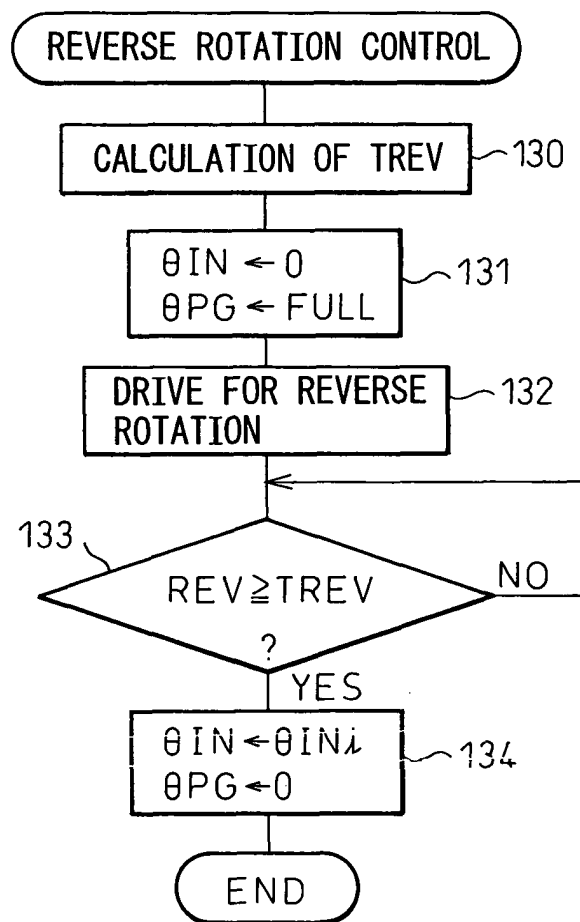 REVERSE ROTATION CONTROL
CALCULATION OF TREV
130
θIN ← 0
θPG ← FULL
131
DRIVE FOR REVERSE
ROTATION
132
133
REV≧TREV
?
NO
YES
θIN ← θINi
θPG ← 0
134
END